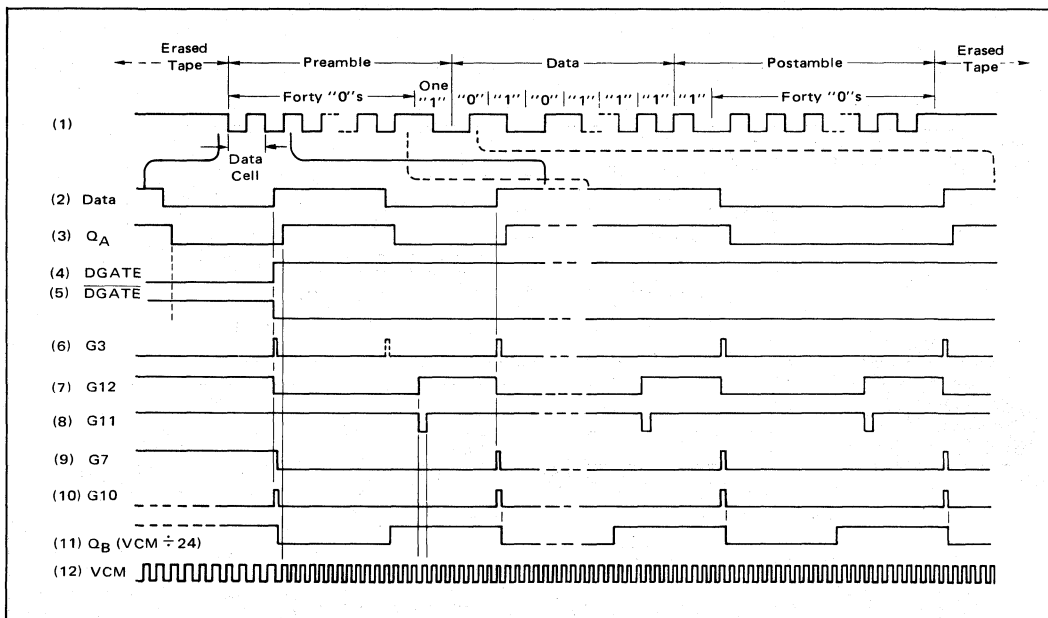 Erased Tape
Preamble
Data
Postamble
Erased Tape
Forty "0"s
One "1"
"0" "1" "0" "1" "1" "1" "1"
Forty "0"s
(1)
Data Cell
(2) Data
(3) QA
(4) DGATE
(5) DGATE
(6) G3
(7) G12
(8) G11
(9) G7
(10) G10
(11) QB (VCM ÷ 24)
(12) VCM